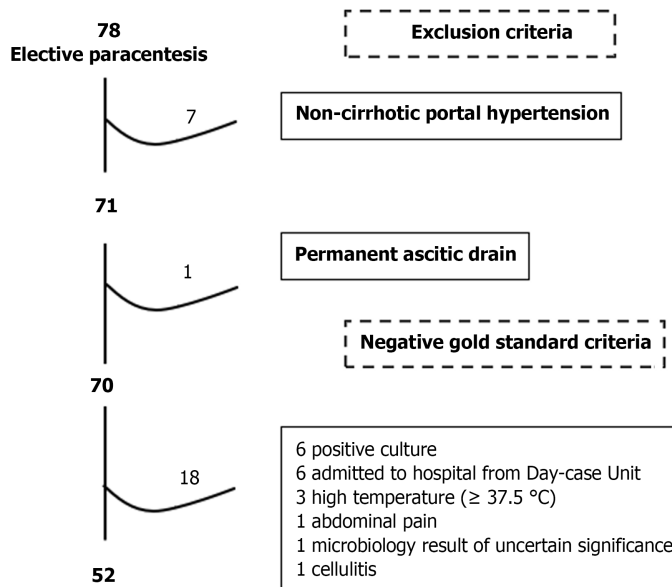 78
Elective paracentesis
Exclusion criteria
7
Non-cirrhotic portal hypertension
71
1
Permanent ascitic drain
Negative gold standard criteria
70
18
6 positive culture
6 admitted to hospital from Day-case Unit
3 high temperature (≥ 37.5 °C)
1 abdominal pain
1 microbiology result of uncertain significance
1 cellulitis
52